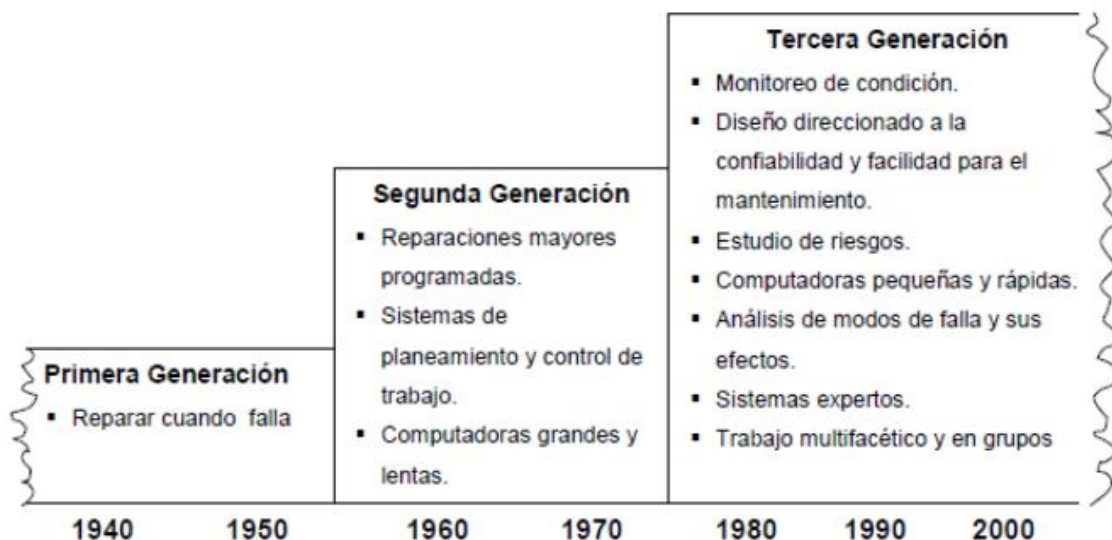 Primera Generación
▪ Reparar cuando falla
Segunda Generación
▪ Reparaciones mayores
programadas.
▪ Sistemas de
planeamiento y control de
trabajo.
▪ Computadoras grandes y
lentas.
Tercera Generación
▪ Monitoreo de condición.
▪ Diseño direccionado a la
confiabilidad y facilidad para el
mantenimiento.
▪ Estudio de riesgos.
▪ Computadoras pequeñas y rápidas.
▪ Análisis de modos de falla y sus
efectos.
▪ Sistemas expertos.
▪ Trabajo multifacético y en grupos
1940 1950 1960 1970 1980 1990 2000